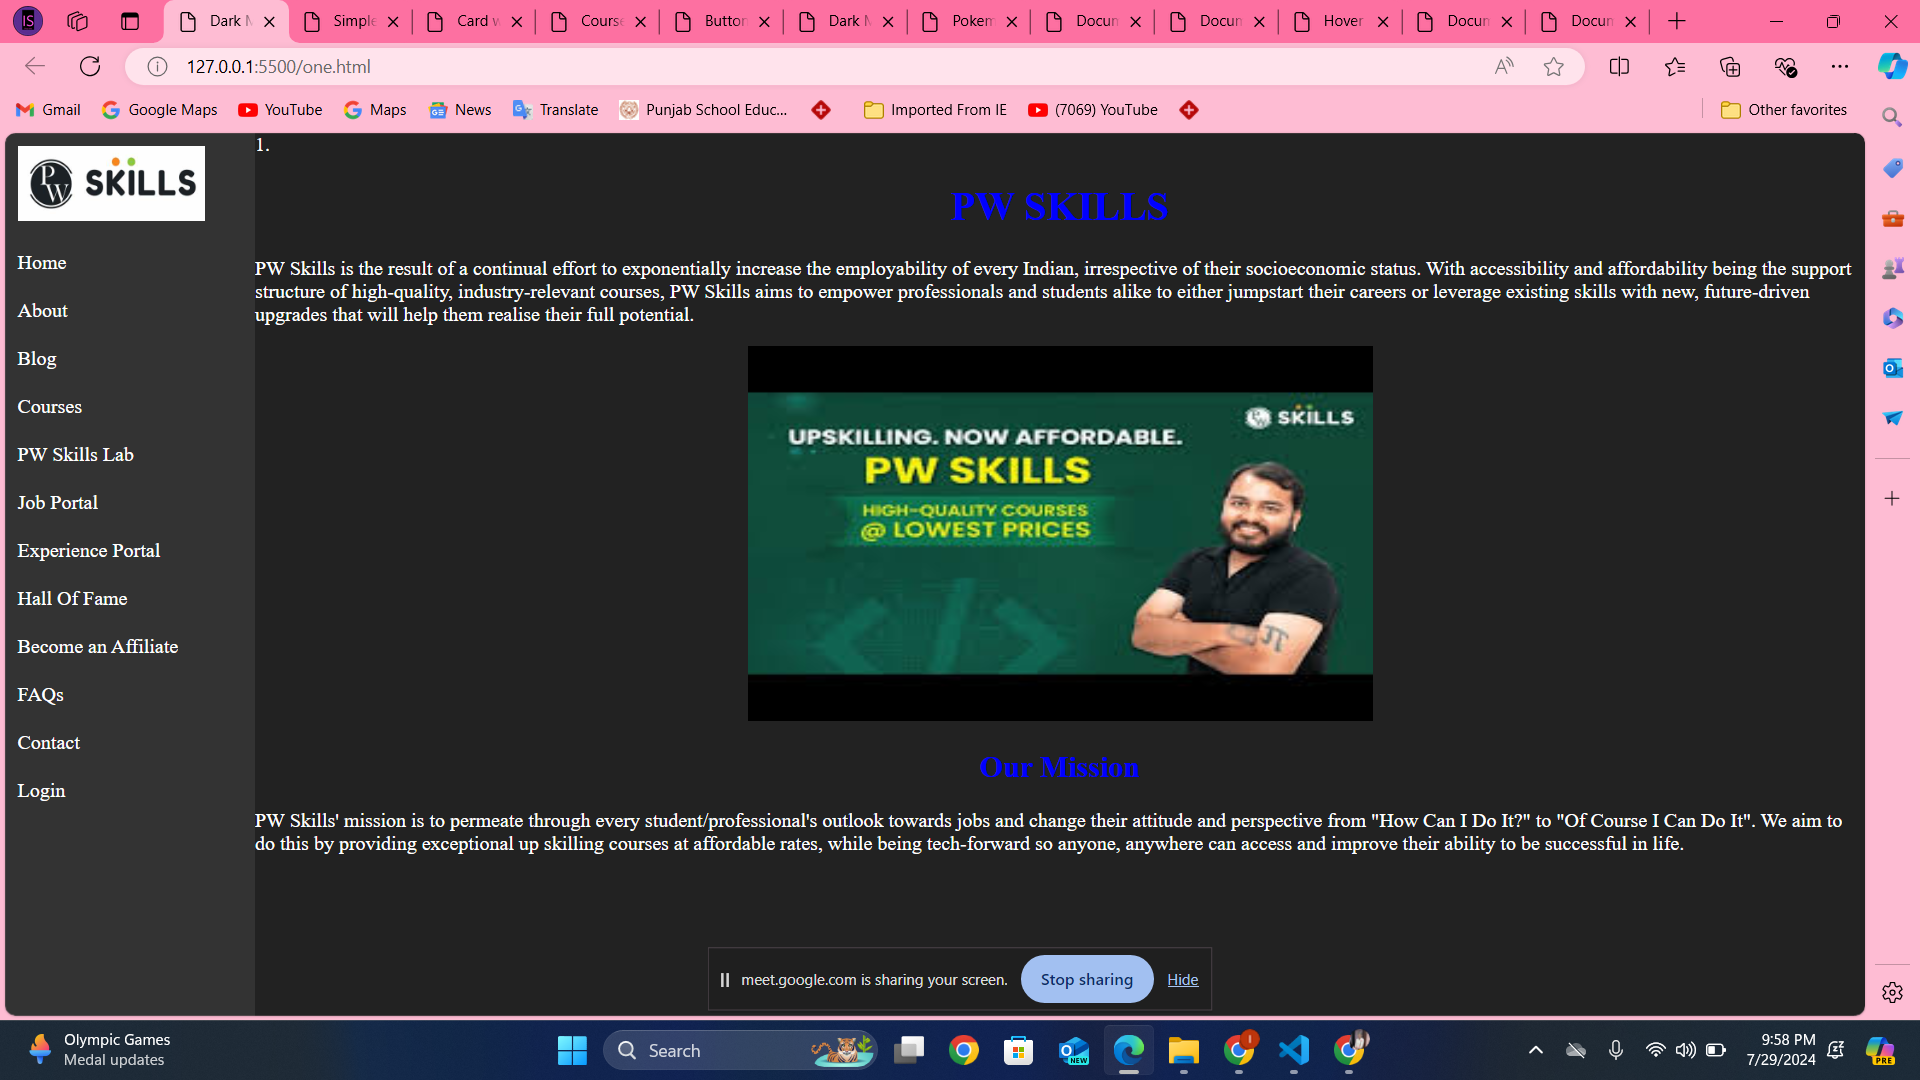 Dark M
Simple
Card w
Course
Button
Dark M
Pokem
Docum
Docum
Hover
Docum
Docum
127.0.0.1:5500/one.html
Gmail
Google Maps
YouTube
Maps
News
Translate
Punjab School Educ...
Imported From IE
(7069) YouTube
Other favorites
PW SKILLS
Home
About
Blog
Courses
PW Skills Lab
Job Portal
Experience Portal
Hall Of Fame
Become an Affiliate
FAQs
Contact
Login
1.
PW SKILLS
PW Skills is the result of a continual effort to exponentially increase the employability of every Indian, irrespective of their socioeconomic status. With accessibility and affordability being the support
structure of high-quality, industry-relevant courses, PW Skills aims to empower professionals and students alike to either jumpstart their careers or leverage existing skills with new, future-driven
upgrades that will help them realise their full potential.
PW SKILLS
UPSKILLING. NOW AFFORDABLE.
PW SKILLS
HIGH-QUALITY COURSES
@ LOWEST PRICES
Our Mission
PW Skills' mission is to permeate through every student/professional's outlook towards jobs and change their attitude and perspective from "How Can I Do It?" to "Of Course I Can Do It". We aim to
do this by providing exceptional up skilling courses at affordable rates, while being tech-forward so anyone, anywhere can access and improve their ability to be successful in life.
meet.google.com is sharing your screen.
Stop sharing
Hide
Olympic Games
Medal updates
Search
NEW
9:58 PM
7/29/2024
PRE